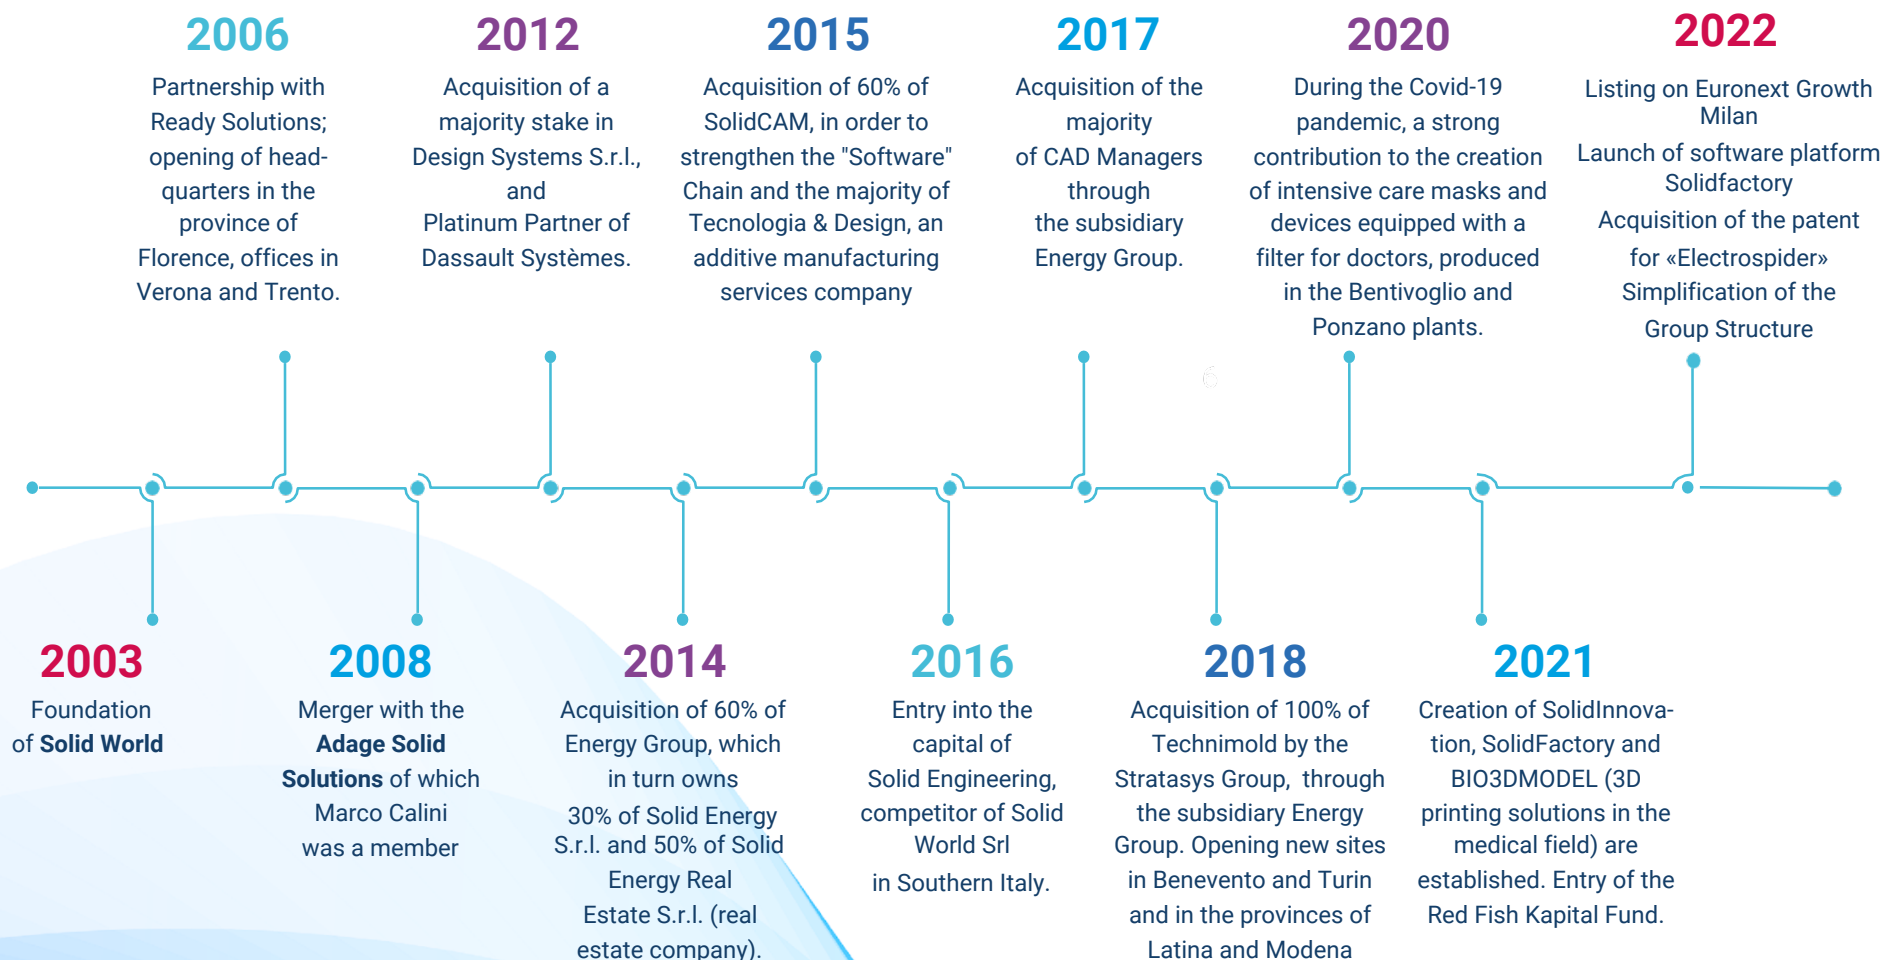 2006
Partnership with
Ready Solutions;
opening of head-
quarters in the
province of
Florence, offices in
Verona and Trento.
2012
Acquisition of a
majority stake in
Design Systems S.r.l.,
and
Platinum Partner of
Dassault Systèmes.
2015
Acquisition of 60% of
SolidCAM, in order to
strengthen the "Software"
Chain and the majority of
Tecnologia & Design, an
additive manufacturing
services company
2017
Acquisition of the
majority
of CAD Managers
through
the subsidiary
Energy Group.
2020
During the Covid-19
pandemic, a strong
contribution to the creation
of intensive care masks and
devices equipped with a
filter for doctors, produced
in the Bentivoglio and
Ponzano plants.
2022
Listing on Euronext Growth
Milan
Launch of software platform
Solidfactory
Acquisition of the patent
for «Electrospider»
Simplification of the
Group Structure
6
2003
Foundation
of Solid World
2008
Merger with the
Adage Solid
Solutions of which
Marco Calini
was a member
2014
Acquisition of 60% of
Energy Group, which
in turn owns
30% of Solid Energy
S.r.l. and 50% of Solid
Energy Real
Estate S.r.l. (real
estate company).
2016
Entry into the
capital of
Solid Engineering,
competitor of Solid
World Srl
in Southern Italy.
2018
Acquisition of 100% of
Technimold by the
Stratasys Group, through
the subsidiary Energy
Group. Opening new sites
in Benevento and Turin
and in the provinces of
Latina and Modena
2021
Creation of SolidInnova-
tion, SolidFactory and
BIO3DMODEL (3D
printing solutions in the
medical field) are
established. Entry of the
Red Fish Kapital Fund.